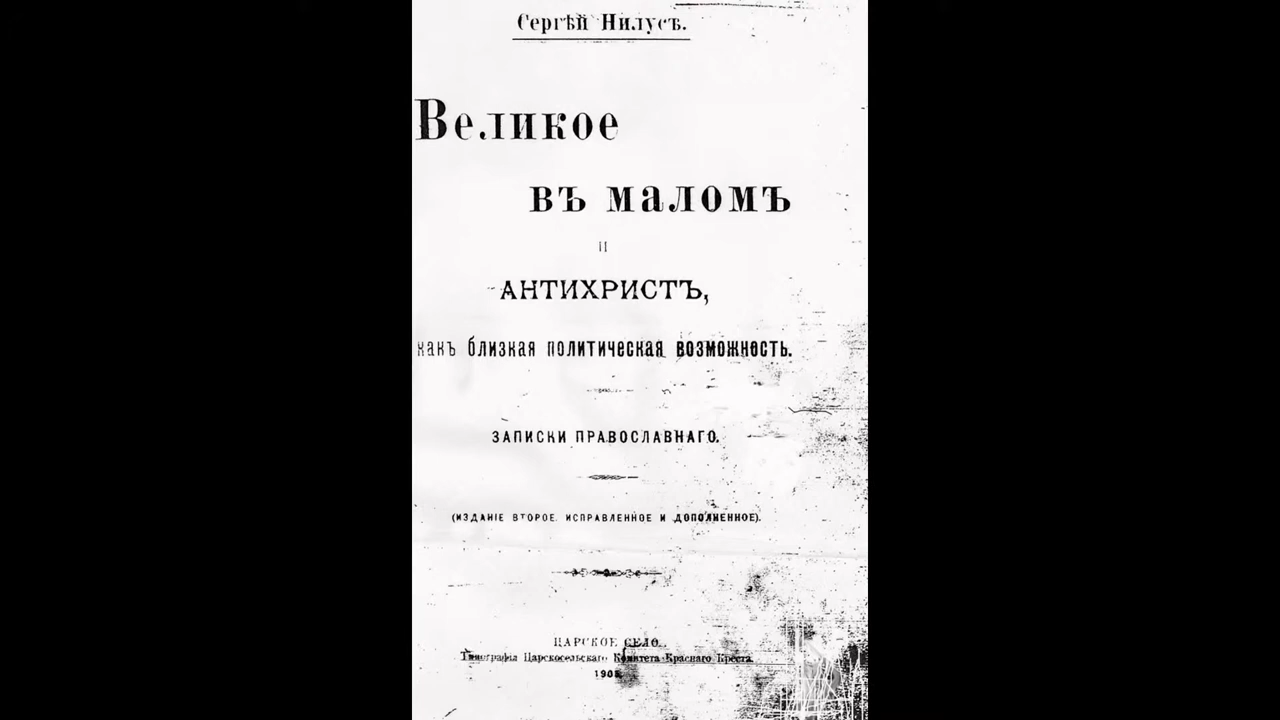 Сергѣй Нилусъ.
Великое
въ маломъ
и
АНТИХРИСТЪ,
какъ близкая политическая возможность.
ЗАПИСКИ ПРАВОСЛАВНАГО.
(ИЗДАНІЕ ВТОРОЕ, ИСПРАВЛЕННОЕ И ДОПОЛНЕННОЕ).
ЦАРСКОЕ СЕЛО.
Типографія Царскосельскаго Комитета Краснаго Креста.